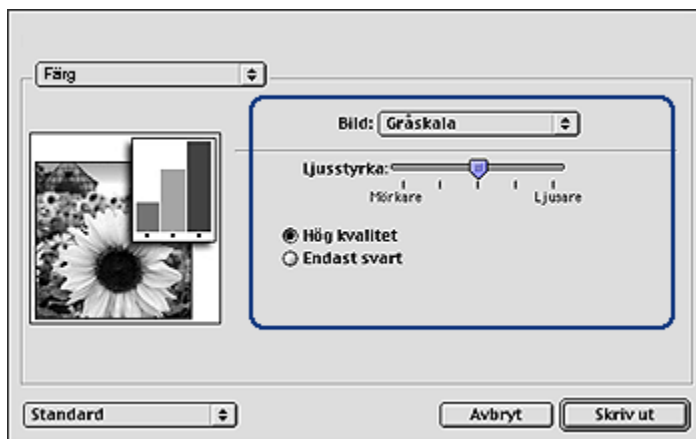 Färg
Bild: Gråskala
Ljusstyrka:
Mörkare Ljusare
Hög kvalitet
Endast svart
Standard Avbryt Skriv ut